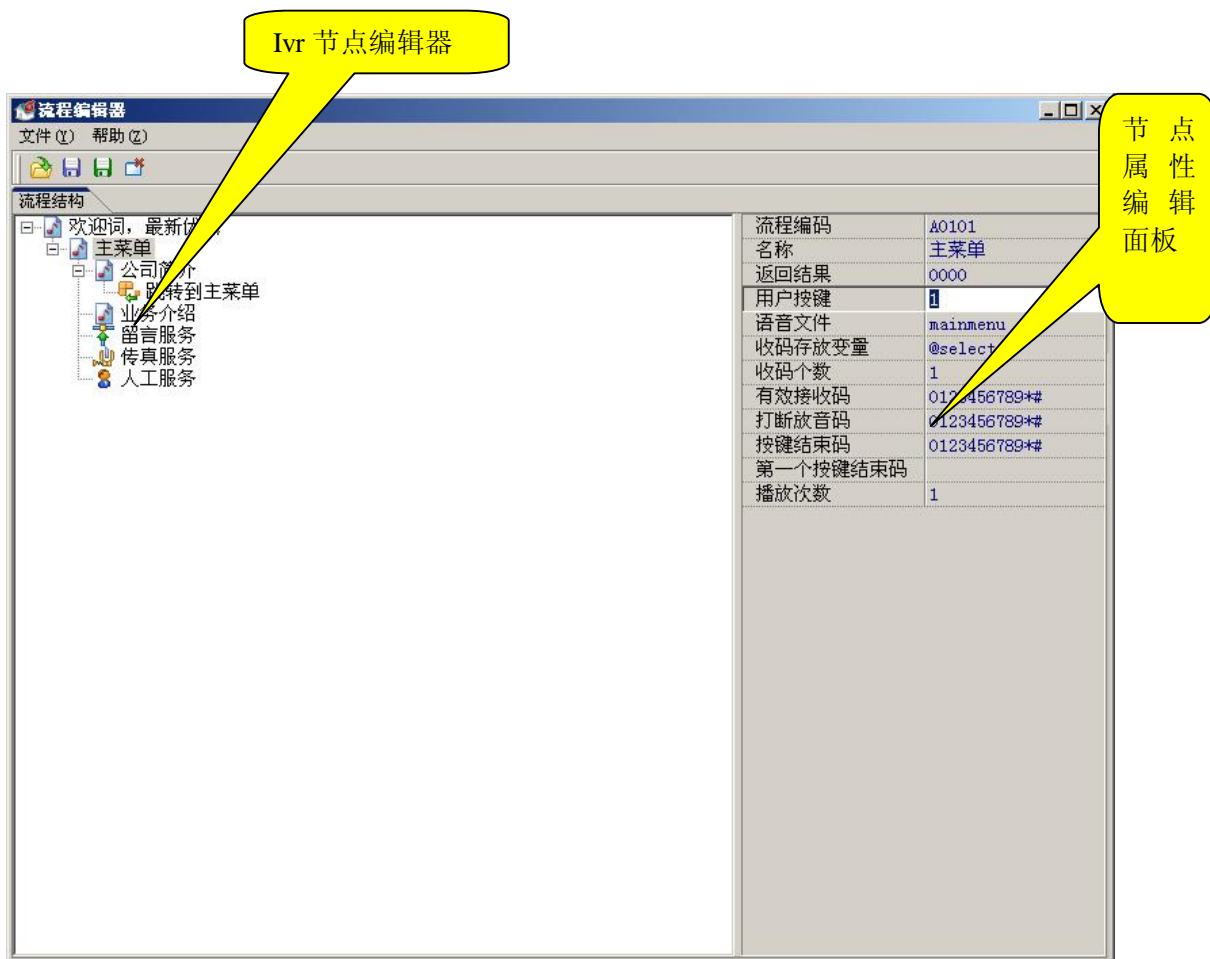 Ivr 节点编辑器
流程编辑器
节 点
属 性
编 辑
面板
文件(Y) 帮助(Z)
流程结构
欢迎词，最新
主菜单
公司简介
跳转到主菜单
业务介绍
留言服务
传真服务
人工服务
流程编码 A0101
名称 主菜单
返回结果 0000
用户按键 1
语音文件 mainmenu
收码存放变量 @select
收码个数 1
有效接收码 0123456789*#
打断放音码 0123456789*#
按键结束码 0123456789*#
第一个按键结束码
播放次数 1